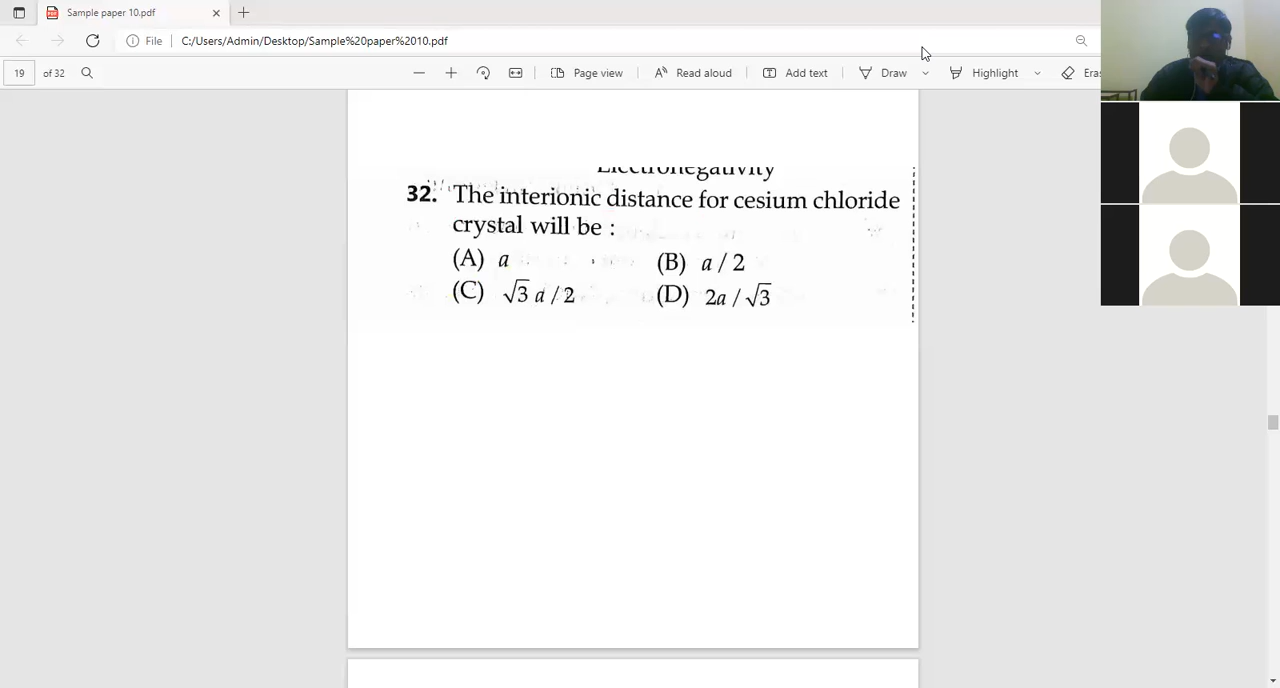 Sample paper 10.pdf
File
C:/Users/Admin/Desktop/Sample%20paper%2010.pdf
19 of 32
Page view
Read aloud
Add text
Draw
Highlight
Electronegativity
32. The interionic distance for cesium chloride
crystal will be :
(A) a (B) a / 2
(C) √3 a / 2 (D) 2a / √3